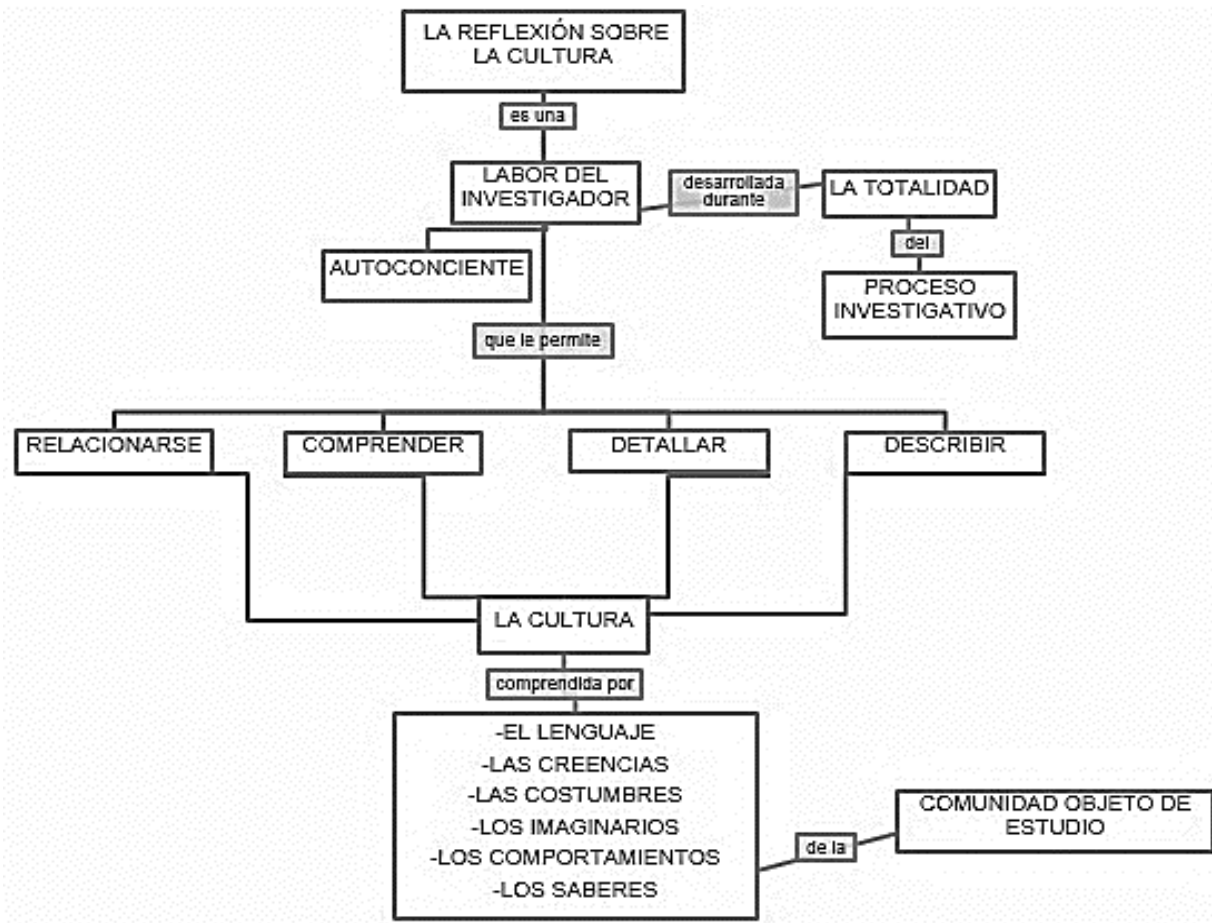 LA REFLEXIÓN SOBRE
LA CULTURA
es una
LABOR DEL
INVESTIGADOR
desarrollada
durante
LA TOTALIDAD
del
PROCESO
INVESTIGATIVO
AUTOCONCIENTE
que le permite
RELACIONARSE
COMPRENDER
DETALLAR
DESCRIBIR
LA CULTURA
comprendida por
-EL LENGUAJE
-LAS CREENCIAS
-LAS COSTUMBRES
-LOS IMAGINARIOS
-LOS COMPORTAMIENTOS
-LOS SABERES
de la
COMUNIDAD OBJETO DE
ESTUDIO